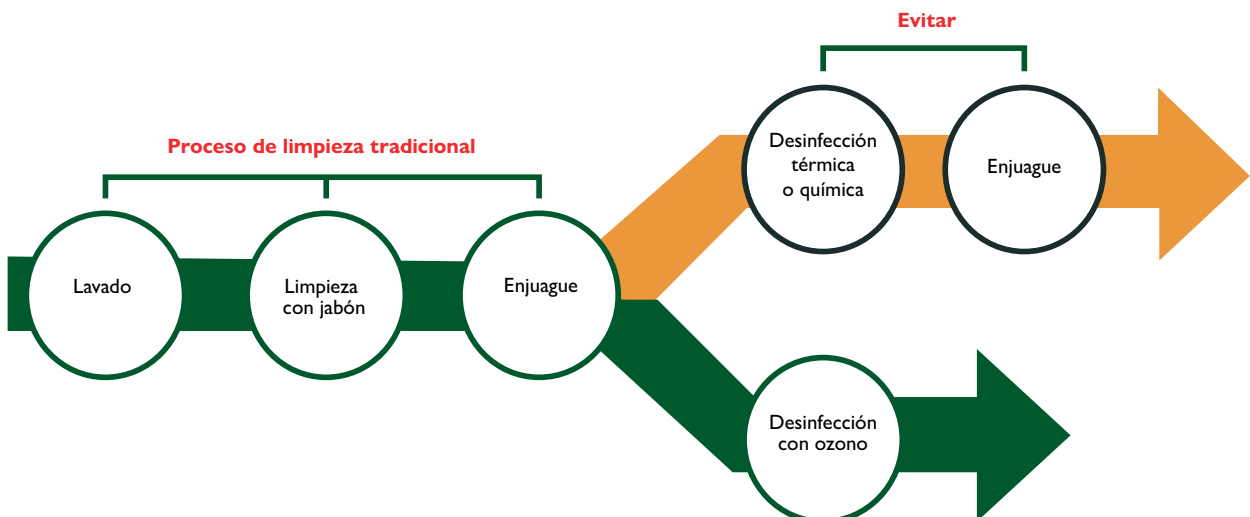 Evitar
Proceso de limpieza tradicional
Lavado
Limpieza
con jabón
Enjuague
Desinfección
térmica
o química
Enjuague
Desinfección
con ozono